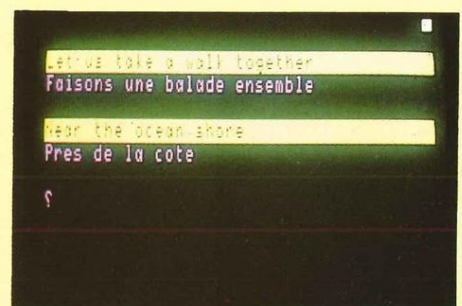 Let us take a walk together
Faisons une balade ensemble
Near the ocean shore
Pres de la cote
?